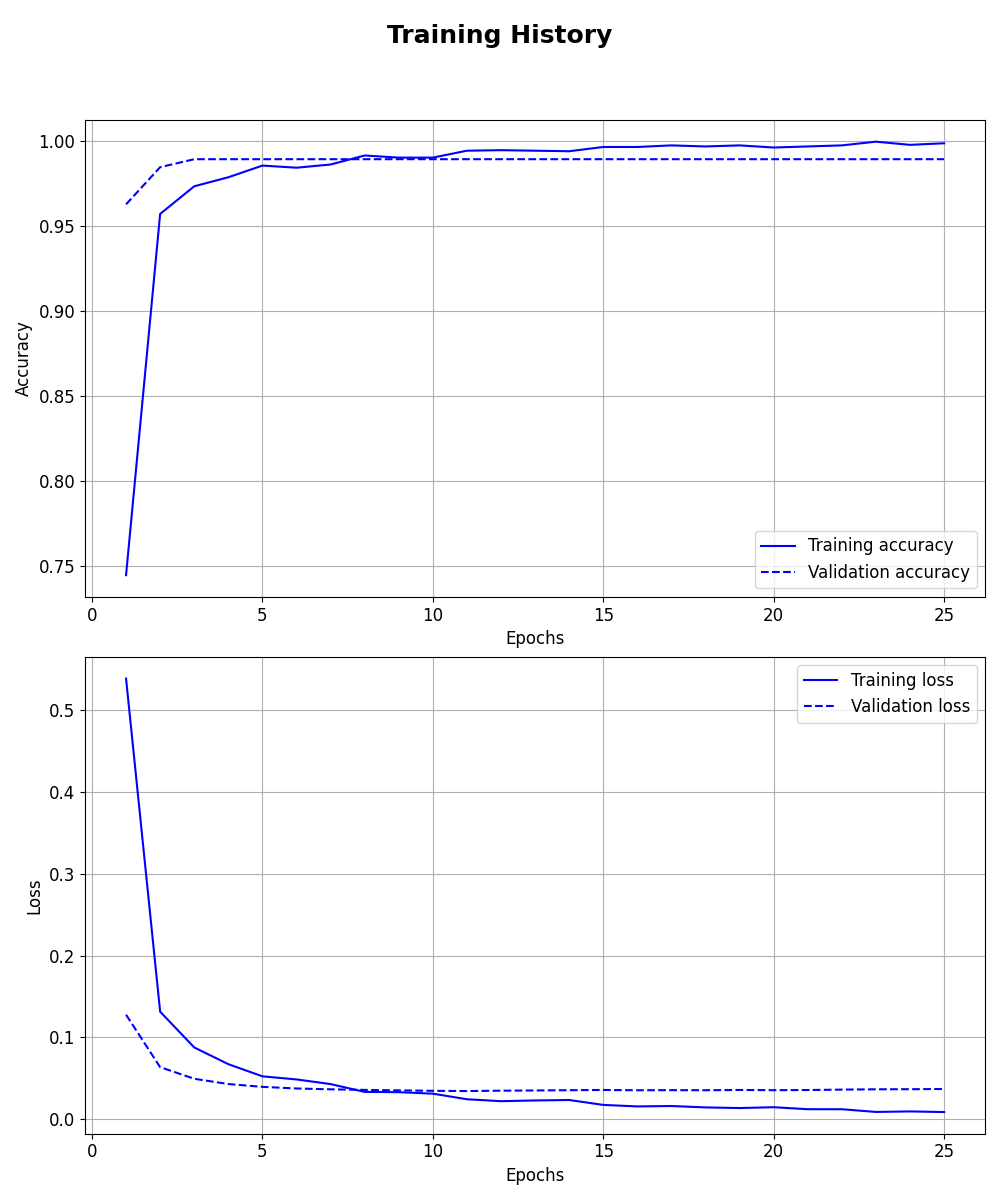 Training History
1.00
0.95
0.90
0.85
0.80
0.75
Accuracy
Training accuracy
Validation accuracy
0 5 10 15 20 25
Epochs
Training loss
Validation loss
0.5
0.4
0.3
0.2
0.1
0.0
Loss
0 5 10 15 20 25
Epochs